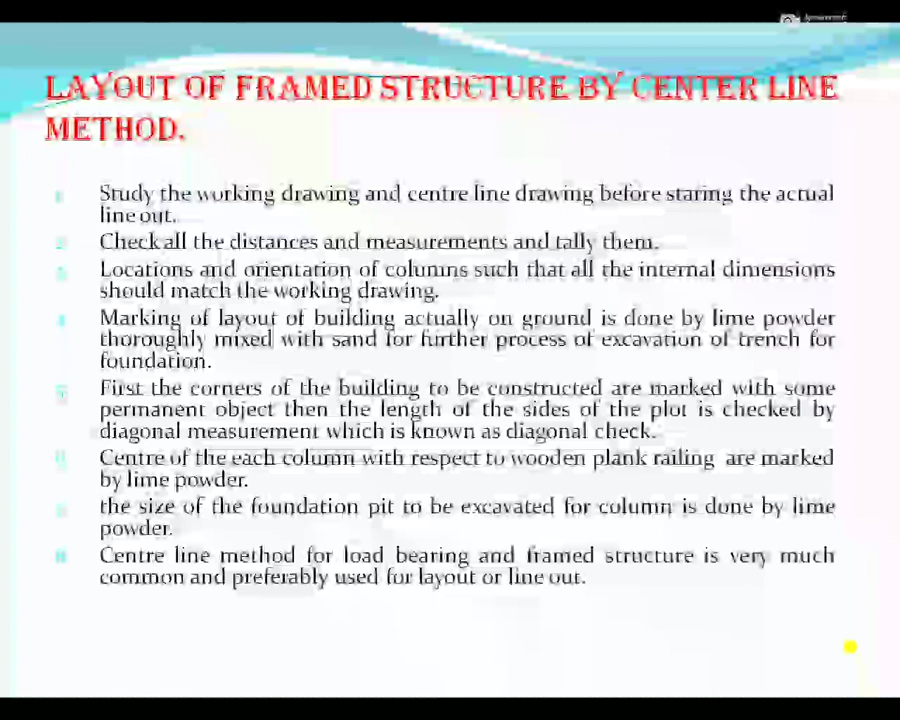 LAYOUT OF FRAMED STRUCTURE BY CENTER LINE
METHOD.
Study the working drawing and centre line drawing before staring the actual
line out.
Check all the distances and measurements and tally them.
Locations and orientation of columns such that all the internal dimensions
should match the working drawing.
Marking of layout of building actually on ground is done by lime powder
thoroughly mixed with sand for further process of excavation of trench for
foundation.
First the corners of the building to be constructed are marked with some
permanent object then the length of the sides of the plot is checked by
diagonal measurement which is known as diagonal check.
Centre of the each column with respect to wooden plank railing are marked
by lime powder.
the size of the foundation pit to be excavated for column is done by lime
powder.
Centre line method for load bearing and framed structure is very much
common and preferably used for layout or line out.